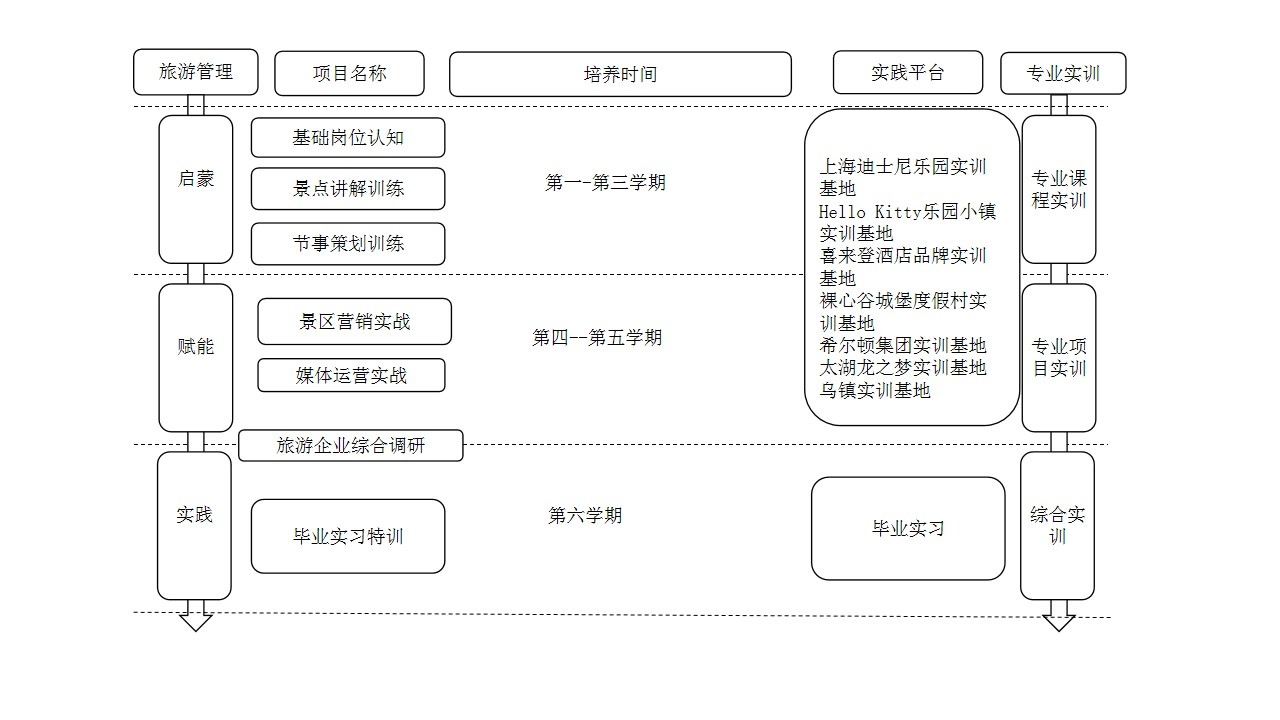 旅游管理
项目名称
培养时间
实践平台
专业实训
启蒙
基础岗位认知
景点讲解训练
节事策划训练
第一-第三学期
上海迪士尼乐园实训
基地
Hello Kitty乐园小镇
实训基地
喜来登酒店品牌实训
基地
裸心谷城堡度假村实
训基地
希尔顿集团实训基地
太湖龙之梦实训基地
乌镇实训基地
专业课
程实训
赋能
景区营销实战
媒体运营实战
第四--第五学期
专业项
目实训
旅游企业综合调研
实践
毕业实习特训
第六学期
毕业实习
综合实
训